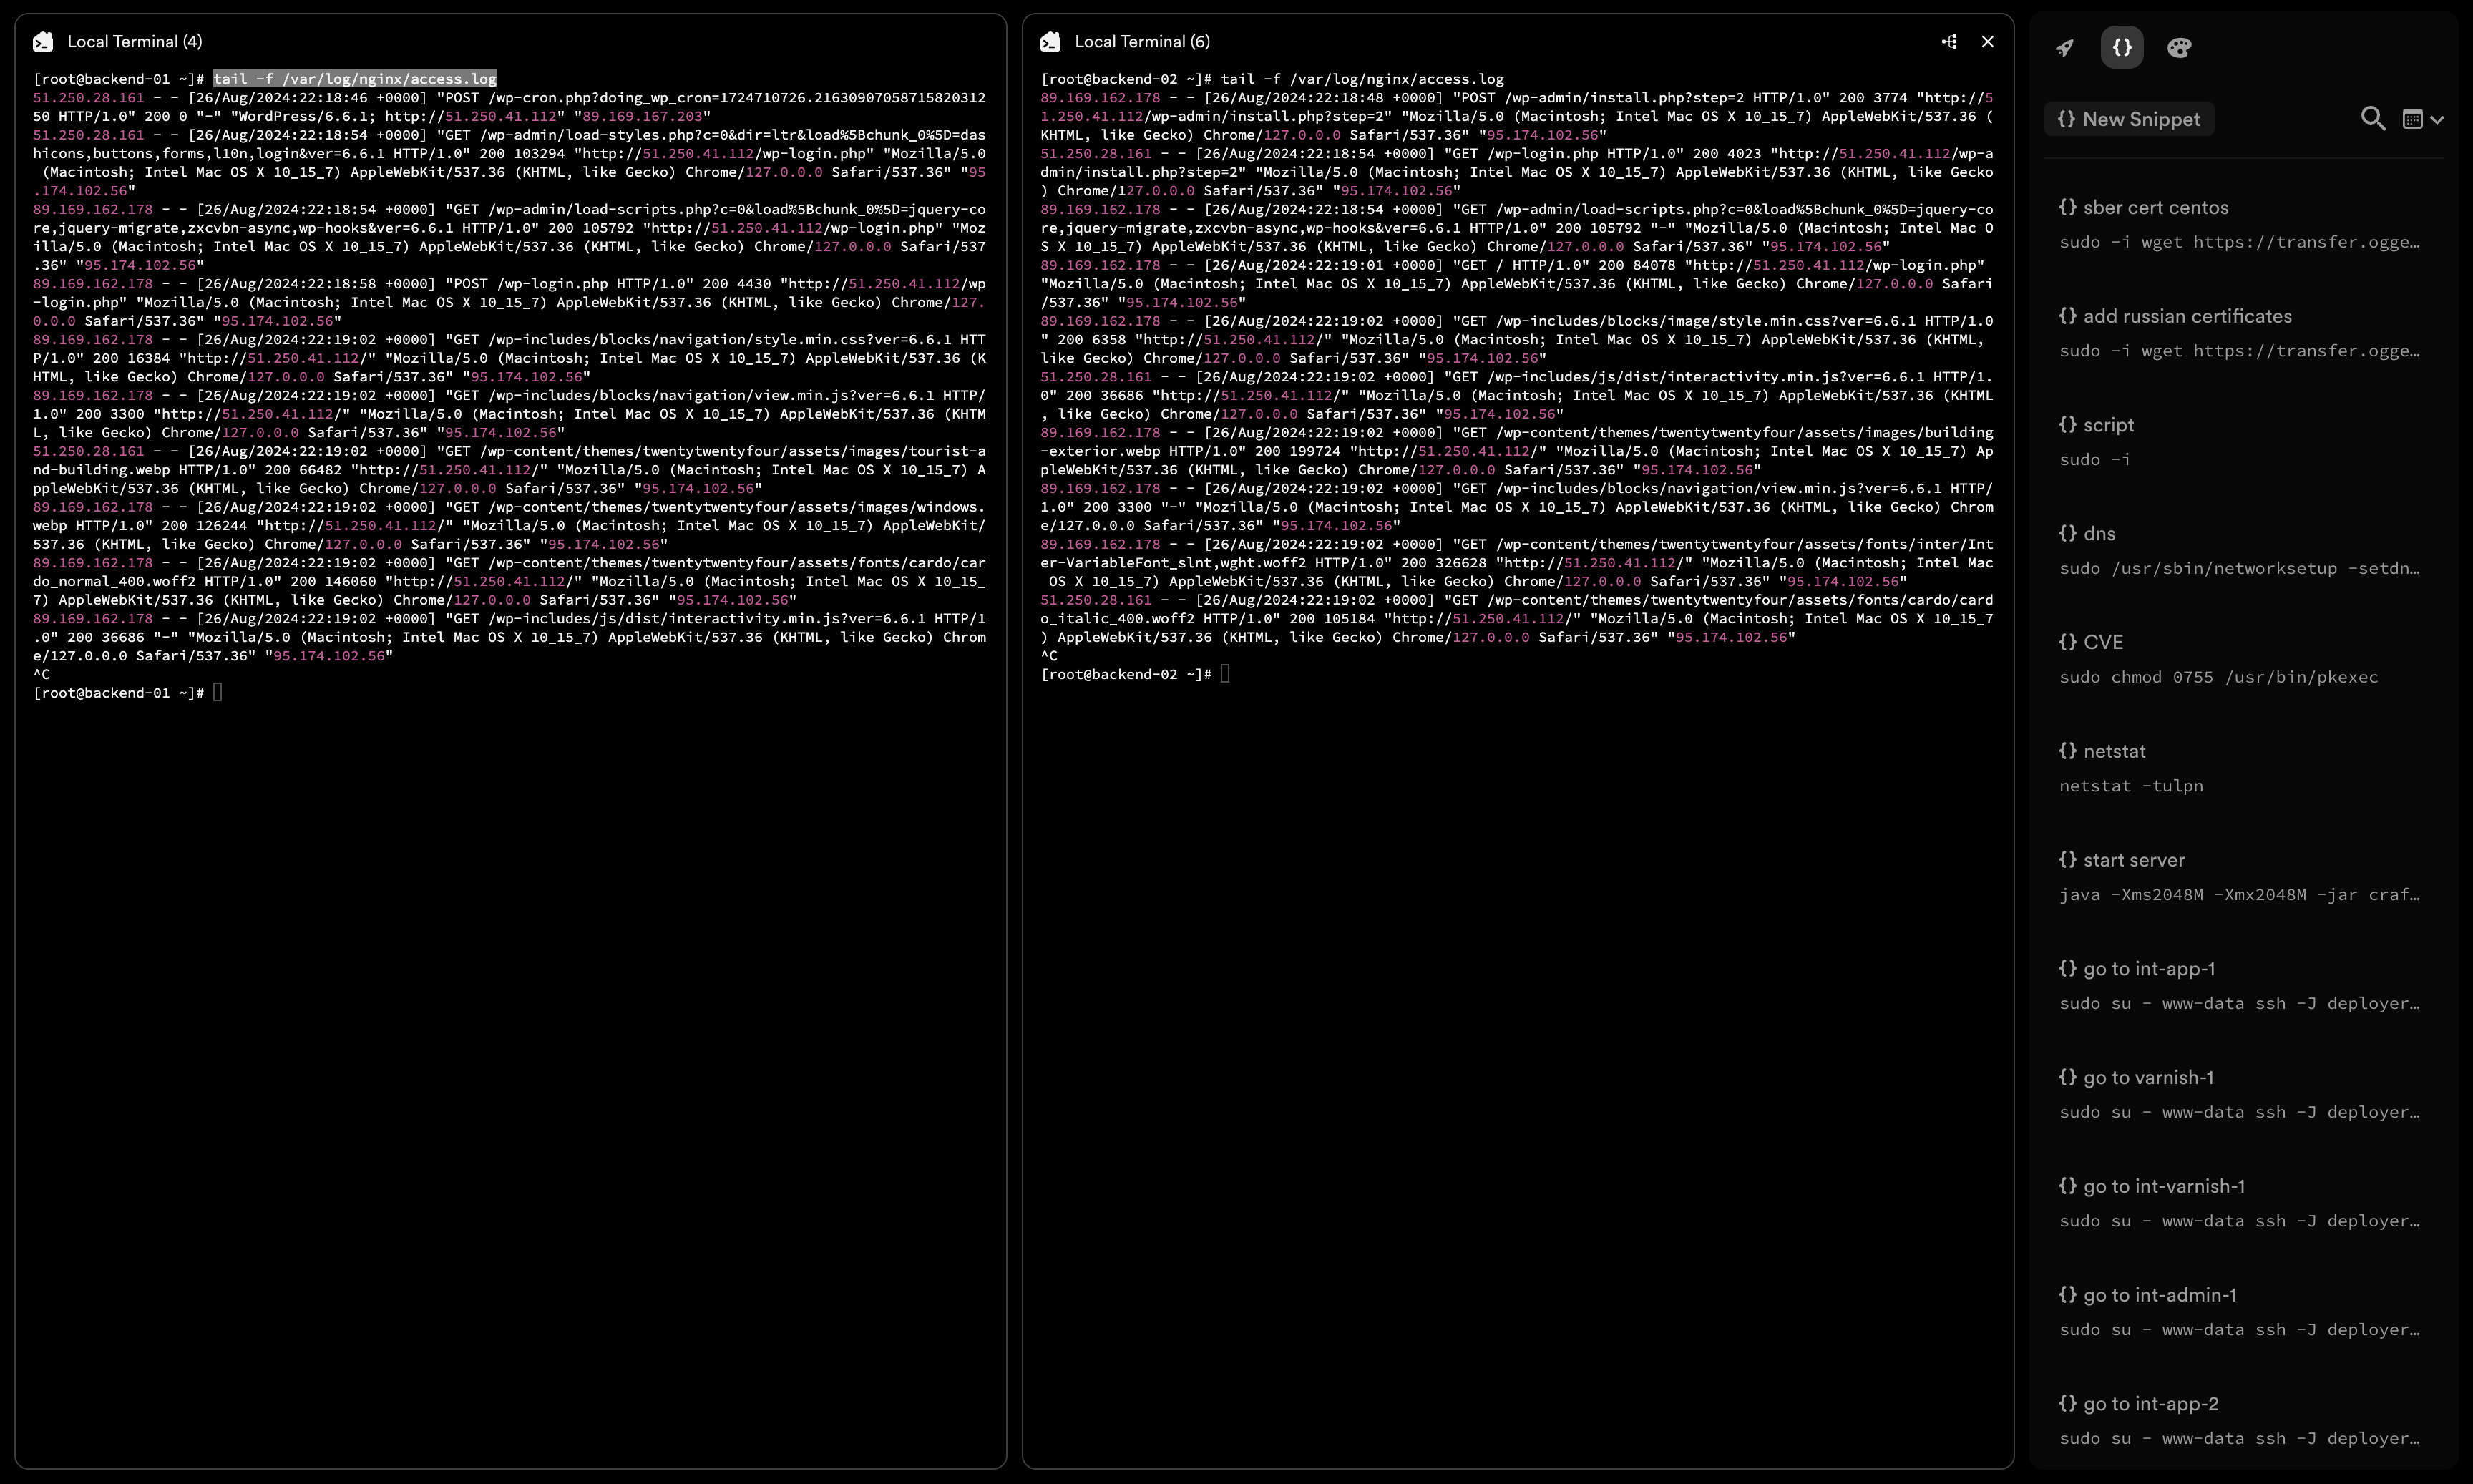 Local Terminal (4)
[root@backend-01 ~]# tail -f /var/log/nginx/access.log
51.250.28.161 - - [26/Aug/2024:22:18:46 +0000] "POST /wp-cron.php?doing_wp_cron=1724710726.21630907058715820312
50 HTTP/1.0" 200 0 "-" "WordPress/6.6.1; http://51.250.41.112" "89.169.167.203"
51.250.28.161 - - [26/Aug/2024:22:18:54 +0000] "GET /wp-admin/load-styles.php?c=0&dir=ltr&load%5Bchunk_0%5D=das
hicons,buttons,forms,l10n,login&ver=6.6.1 HTTP/1.0" 200 103294 "http://51.250.41.112/wp-login.php" "Mozilla/5.0
 (Macintosh; Intel Mac OS X 10_15_7) AppleWebKit/537.36 (KHTML, like Gecko) Chrome/127.0.0.0 Safari/537.36" "95
.174.102.56"
89.169.162.178 - - [26/Aug/2024:22:18:54 +0000] "GET /wp-admin/load-scripts.php?c=0&load%5Bchunk_0%5D=jquery-co
re,jquery-migrate,zxcvbn-async,wp-hooks&ver=6.6.1 HTTP/1.0" 200 105792 "http://51.250.41.112/wp-login.php" "Moz
illa/5.0 (Macintosh; Intel Mac OS X 10_15_7) AppleWebKit/537.36 (KHTML, like Gecko) Chrome/127.0.0.0 Safari/537
.36" "95.174.102.56"
89.169.162.178 - - [26/Aug/2024:22:18:58 +0000] "POST /wp-login.php HTTP/1.0" 200 4430 "http://51.250.41.112/wp
-login.php" "Mozilla/5.0 (Macintosh; Intel Mac OS X 10_15_7) AppleWebKit/537.36 (KHTML, like Gecko) Chrome/127.
0.0.0 Safari/537.36" "95.174.102.56"
89.169.162.178 - - [26/Aug/2024:22:19:02 +0000] "GET /wp-includes/blocks/navigation/style.min.css?ver=6.6.1 HTT
P/1.0" 200 16384 "http://51.250.41.112/" "Mozilla/5.0 (Macintosh; Intel Mac OS X 10_15_7) AppleWebKit/537.36 (K
HTML, like Gecko) Chrome/127.0.0.0 Safari/537.36" "95.174.102.56"
89.169.162.178 - - [26/Aug/2024:22:19:02 +0000] "GET /wp-includes/blocks/navigation/view.min.js?ver=6.6.1 HTTP/
1.0" 200 3300 "http://51.250.41.112/" "Mozilla/5.0 (Macintosh; Intel Mac OS X 10_15_7) AppleWebKit/537.36 (KHTM
L, like Gecko) Chrome/127.0.0.0 Safari/537.36" "95.174.102.56"
51.250.28.161 - - [26/Aug/2024:22:19:02 +0000] "GET /wp-content/themes/twentytwentyfour/assets/images/tourist-a
nd-building.webp HTTP/1.0" 200 66482 "http://51.250.41.112/" "Mozilla/5.0 (Macintosh; Intel Mac OS X 10_15_7) A
ppleWebKit/537.36 (KHTML, like Gecko) Chrome/127.0.0.0 Safari/537.36" "95.174.102.56"
89.169.162.178 - - [26/Aug/2024:22:19:02 +0000] "GET /wp-content/themes/twentytwentyfour/assets/images/windows.
webp HTTP/1.0" 200 126244 "http://51.250.41.112/" "Mozilla/5.0 (Macintosh; Intel Mac OS X 10_15_7) AppleWebKit/
537.36 (KHTML, like Gecko) Chrome/127.0.0.0 Safari/537.36" "95.174.102.56"
89.169.162.178 - - [26/Aug/2024:22:19:02 +0000] "GET /wp-content/themes/twentytwentyfour/assets/fonts/cardo/car
do_normal_400.woff2 HTTP/1.0" 200 146060 "http://51.250.41.112/" "Mozilla/5.0 (Macintosh; Intel Mac OS X 10_15_
7) AppleWebKit/537.36 (KHTML, like Gecko) Chrome/127.0.0.0 Safari/537.36" "95.174.102.56"
89.169.162.178 - - [26/Aug/2024:22:19:02 +0000] "GET /wp-includes/js/dist/interactivity.min.js?ver=6.6.1 HTTP/1
.0" 200 36686 "-" "Mozilla/5.0 (Macintosh; Intel Mac OS X 10_15_7) AppleWebKit/537.36 (KHTML, like Gecko) Chrom
e/127.0.0.0 Safari/537.36" "95.174.102.56"
^C
[root@backend-01 ~]#
Local Terminal (6)
[root@backend-02 ~]# tail -f /var/log/nginx/access.log
89.169.162.178 - - [26/Aug/2024:22:18:48 +0000] "POST /wp-admin/install.php?step=2 HTTP/1.0" 200 3774 "http://5
1.250.41.112/wp-admin/install.php?step=2" "Mozilla/5.0 (Macintosh; Intel Mac OS X 10_15_7) AppleWebKit/537.36 (
KHTML, like Gecko) Chrome/127.0.0.0 Safari/537.36" "95.174.102.56"
51.250.28.161 - - [26/Aug/2024:22:18:54 +0000] "GET /wp-login.php HTTP/1.0" 200 4023 "http://51.250.41.112/wp-a
dmin/install.php?step=2" "Mozilla/5.0 (Macintosh; Intel Mac OS X 10_15_7) AppleWebKit/537.36 (KHTML, like Gecko
) Chrome/127.0.0.0 Safari/537.36" "95.174.102.56"
89.169.162.178 - - [26/Aug/2024:22:18:54 +0000] "GET /wp-admin/load-scripts.php?c=0&load%5Bchunk_0%5D=jquery-co
re,jquery-migrate,zxcvbn-async,wp-hooks&ver=6.6.1 HTTP/1.0" 200 105792 "-" "Mozilla/5.0 (Macintosh; Intel Mac O
S X 10_15_7) AppleWebKit/537.36 (KHTML, like Gecko) Chrome/127.0.0.0 Safari/537.36" "95.174.102.56"
89.169.162.178 - - [26/Aug/2024:22:19:01 +0000] "GET / HTTP/1.0" 200 84078 "http://51.250.41.112/wp-login.php"
"Mozilla/5.0 (Macintosh; Intel Mac OS X 10_15_7) AppleWebKit/537.36 (KHTML, like Gecko) Chrome/127.0.0.0 Safari
/537.36" "95.174.102.56"
89.169.162.178 - - [26/Aug/2024:22:19:02 +0000] "GET /wp-includes/blocks/image/style.min.css?ver=6.6.1 HTTP/1.0
" 200 6358 "http://51.250.41.112/" "Mozilla/5.0 (Macintosh; Intel Mac OS X 10_15_7) AppleWebKit/537.36 (KHTML,
like Gecko) Chrome/127.0.0.0 Safari/537.36" "95.174.102.56"
51.250.28.161 - - [26/Aug/2024:22:19:02 +0000] "GET /wp-includes/js/dist/interactivity.min.js?ver=6.6.1 HTTP/1.
0" 200 36686 "http://51.250.41.112/" "Mozilla/5.0 (Macintosh; Intel Mac OS X 10_15_7) AppleWebKit/537.36 (KHTML
, like Gecko) Chrome/127.0.0.0 Safari/537.36" "95.174.102.56"
89.169.162.178 - - [26/Aug/2024:22:19:02 +0000] "GET /wp-content/themes/twentytwentyfour/assets/images/building
-exterior.webp HTTP/1.0" 200 199724 "http://51.250.41.112/" "Mozilla/5.0 (Macintosh; Intel Mac OS X 10_15_7) Ap
pleWebKit/537.36 (KHTML, like Gecko) Chrome/127.0.0.0 Safari/537.36" "95.174.102.56"
89.169.162.178 - - [26/Aug/2024:22:19:02 +0000] "GET /wp-includes/blocks/navigation/view.min.js?ver=6.6.1 HTTP/
1.0" 200 3300 "-" "Mozilla/5.0 (Macintosh; Intel Mac OS X 10_15_7) AppleWebKit/537.36 (KHTML, like Gecko) Chrom
e/127.0.0.0 Safari/537.36" "95.174.102.56"
89.169.162.178 - - [26/Aug/2024:22:19:02 +0000] "GET /wp-content/themes/twentytwentyfour/assets/fonts/inter/Int
er-VariableFont_slnt,wght.woff2 HTTP/1.0" 200 326628 "http://51.250.41.112/" "Mozilla/5.0 (Macintosh; Intel Mac
 OS X 10_15_7) AppleWebKit/537.36 (KHTML, like Gecko) Chrome/127.0.0.0 Safari/537.36" "95.174.102.56"
51.250.28.161 - - [26/Aug/2024:22:19:02 +0000] "GET /wp-content/themes/twentytwentyfour/assets/fonts/cardo/card
o_italic_400.woff2 HTTP/1.0" 200 105184 "http://51.250.41.112/" "Mozilla/5.0 (Macintosh; Intel Mac OS X 10_15_7
) AppleWebKit/537.36 (KHTML, like Gecko) Chrome/127.0.0.0 Safari/537.36" "95.174.102.56"
^C
[root@backend-02 ~]#
{} New Snippet
{} sber cert centos
sudo -i wget https://transfer.ogge…
{} add russian certificates
sudo -i wget https://transfer.ogge…
{} script
sudo -i
{} dns
sudo /usr/sbin/networksetup -setdn…
{} CVE
sudo chmod 0755 /usr/bin/pkexec
{} netstat
netstat -tulpn
{} start server
java -Xms2048M -Xmx2048M -jar craf…
{} go to int-app-1
sudo su - www-data ssh -J deployer…
{} go to varnish-1
sudo su - www-data ssh -J deployer…
{} go to int-varnish-1
sudo su - www-data ssh -J deployer…
{} go to int-admin-1
sudo su - www-data ssh -J deployer…
{} go to int-app-2
sudo su - www-data ssh -J deployer…